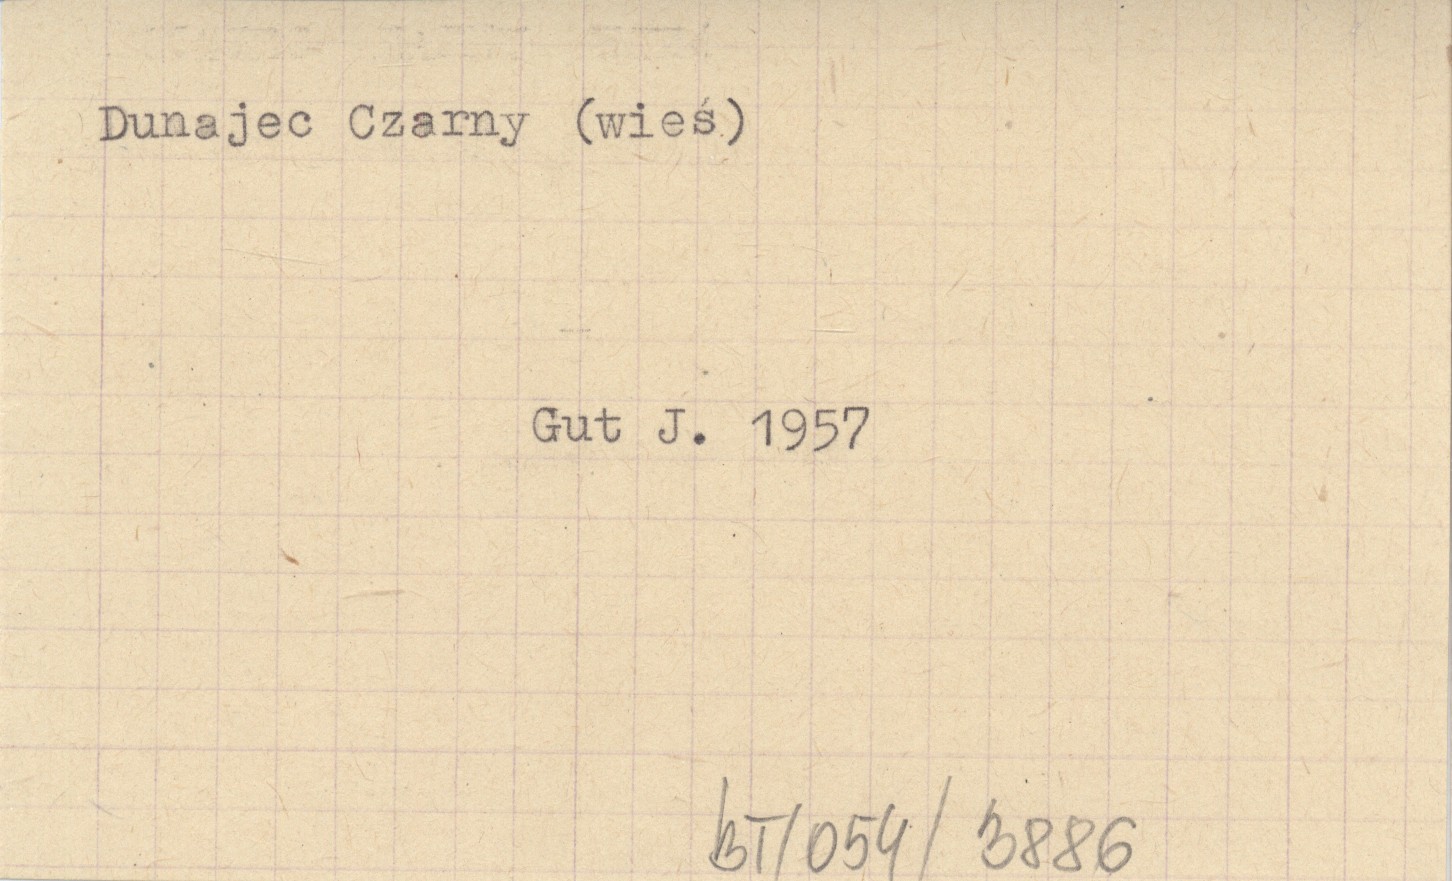 Dunajec Czarny (wieś)
Gut J. 1957
BT/054/3886